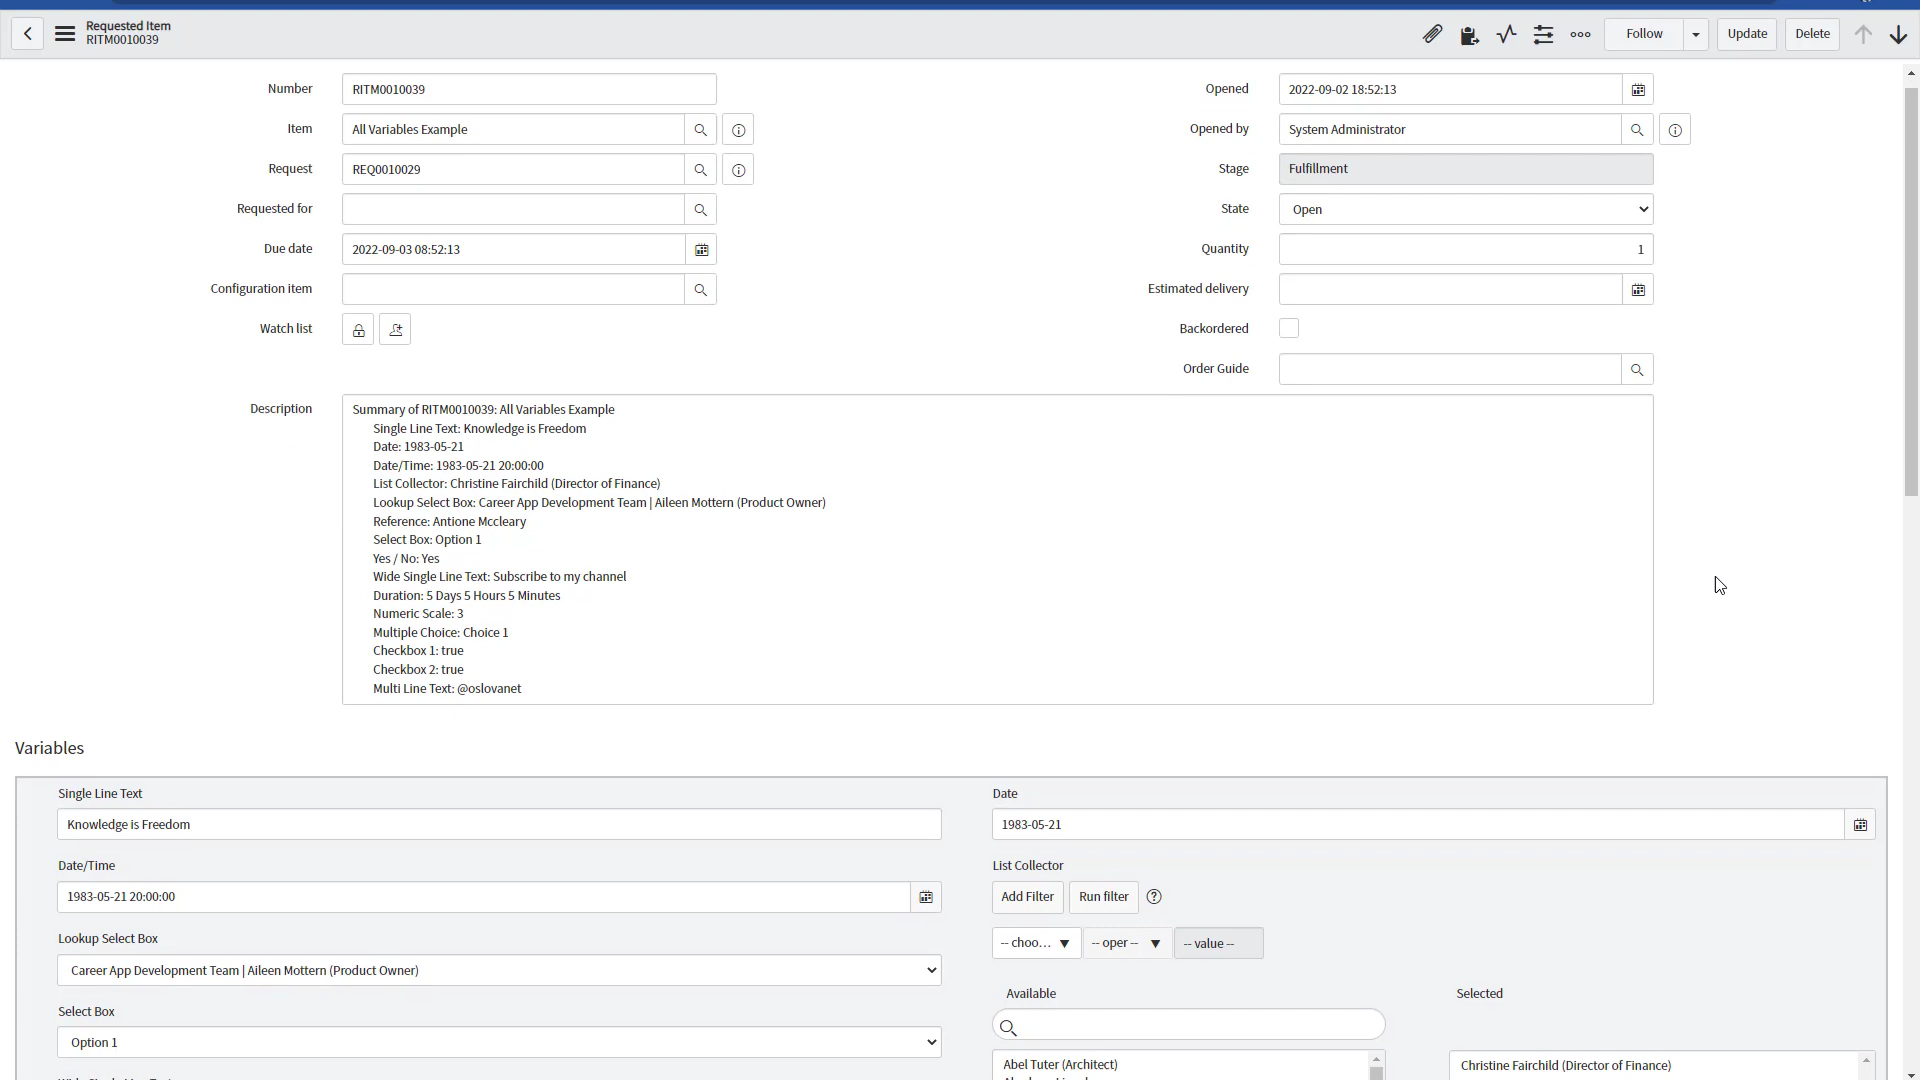 Requested Item
RITM0010039
Follow
Update
Delete
Number
RITM0010039
Opened
2022-09-02 18:52:13
Item
All Variables Example
Opened by
System Administrator
Request
REQ0010029
Stage
Fulfillment
Requested for
State
Open
Due date
2022-09-03 08:52:13
Quantity
1
Configuration item
Estimated delivery
Watch list
Backordered
Order Guide
Description
Summary of RITM0010039: All Variables Example
Single Line Text: Knowledge is Freedom
Date: 1983-05-21
Date/Time: 1983-05-21 20:00:00
List Collector: Christine Fairchild (Director of Finance)
Lookup Select Box: Career App Development Team | Aileen Mottern (Product Owner)
Reference: Antione Mccleary
Select Box: Option 1
Yes / No: Yes
Wide Single Line Text: Subscribe to my channel
Duration: 5 Days 5 Hours 5 Minutes
Numeric Scale: 3
Multiple Choice: Choice 1
Checkbox 1: true
Checkbox 2: true
Multi Line Text: @oslovanet
Variables
Single Line Text
Knowledge is Freedom
Date
1983-05-21
Date/Time
1983-05-21 20:00:00
List Collector
Add Filter
Run filter
-- choo...
-- oper --
-- value --
Lookup Select Box
Career App Development Team | Aileen Mottern (Product Owner)
Available
Selected
Select Box
Option 1
Abel Tuter (Architect)
Christine Fairchild (Director of Finance)